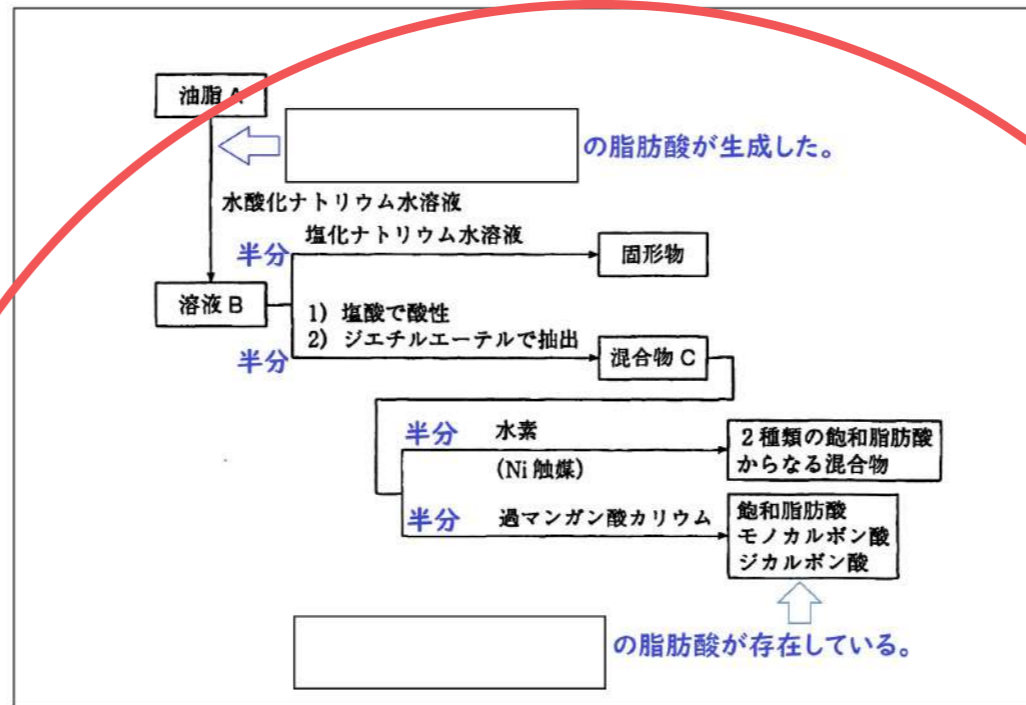 油脂 A
の脂肪酸が生成した。
水酸化ナトリウム水溶液
半分
塩化ナトリウム水溶液
固形物
溶液 B
1) 塩酸で酸性
2) ジエチルエーテルで抽出
半分
混合物 C
半分
水素
(Ni 触媒)
2 種類の飽和脂肪酸
からなる混合物
半分
過マンガン酸カリウム
飽和脂肪酸
モノカルボン酸
ジカルボン酸
の脂肪酸が存在している。